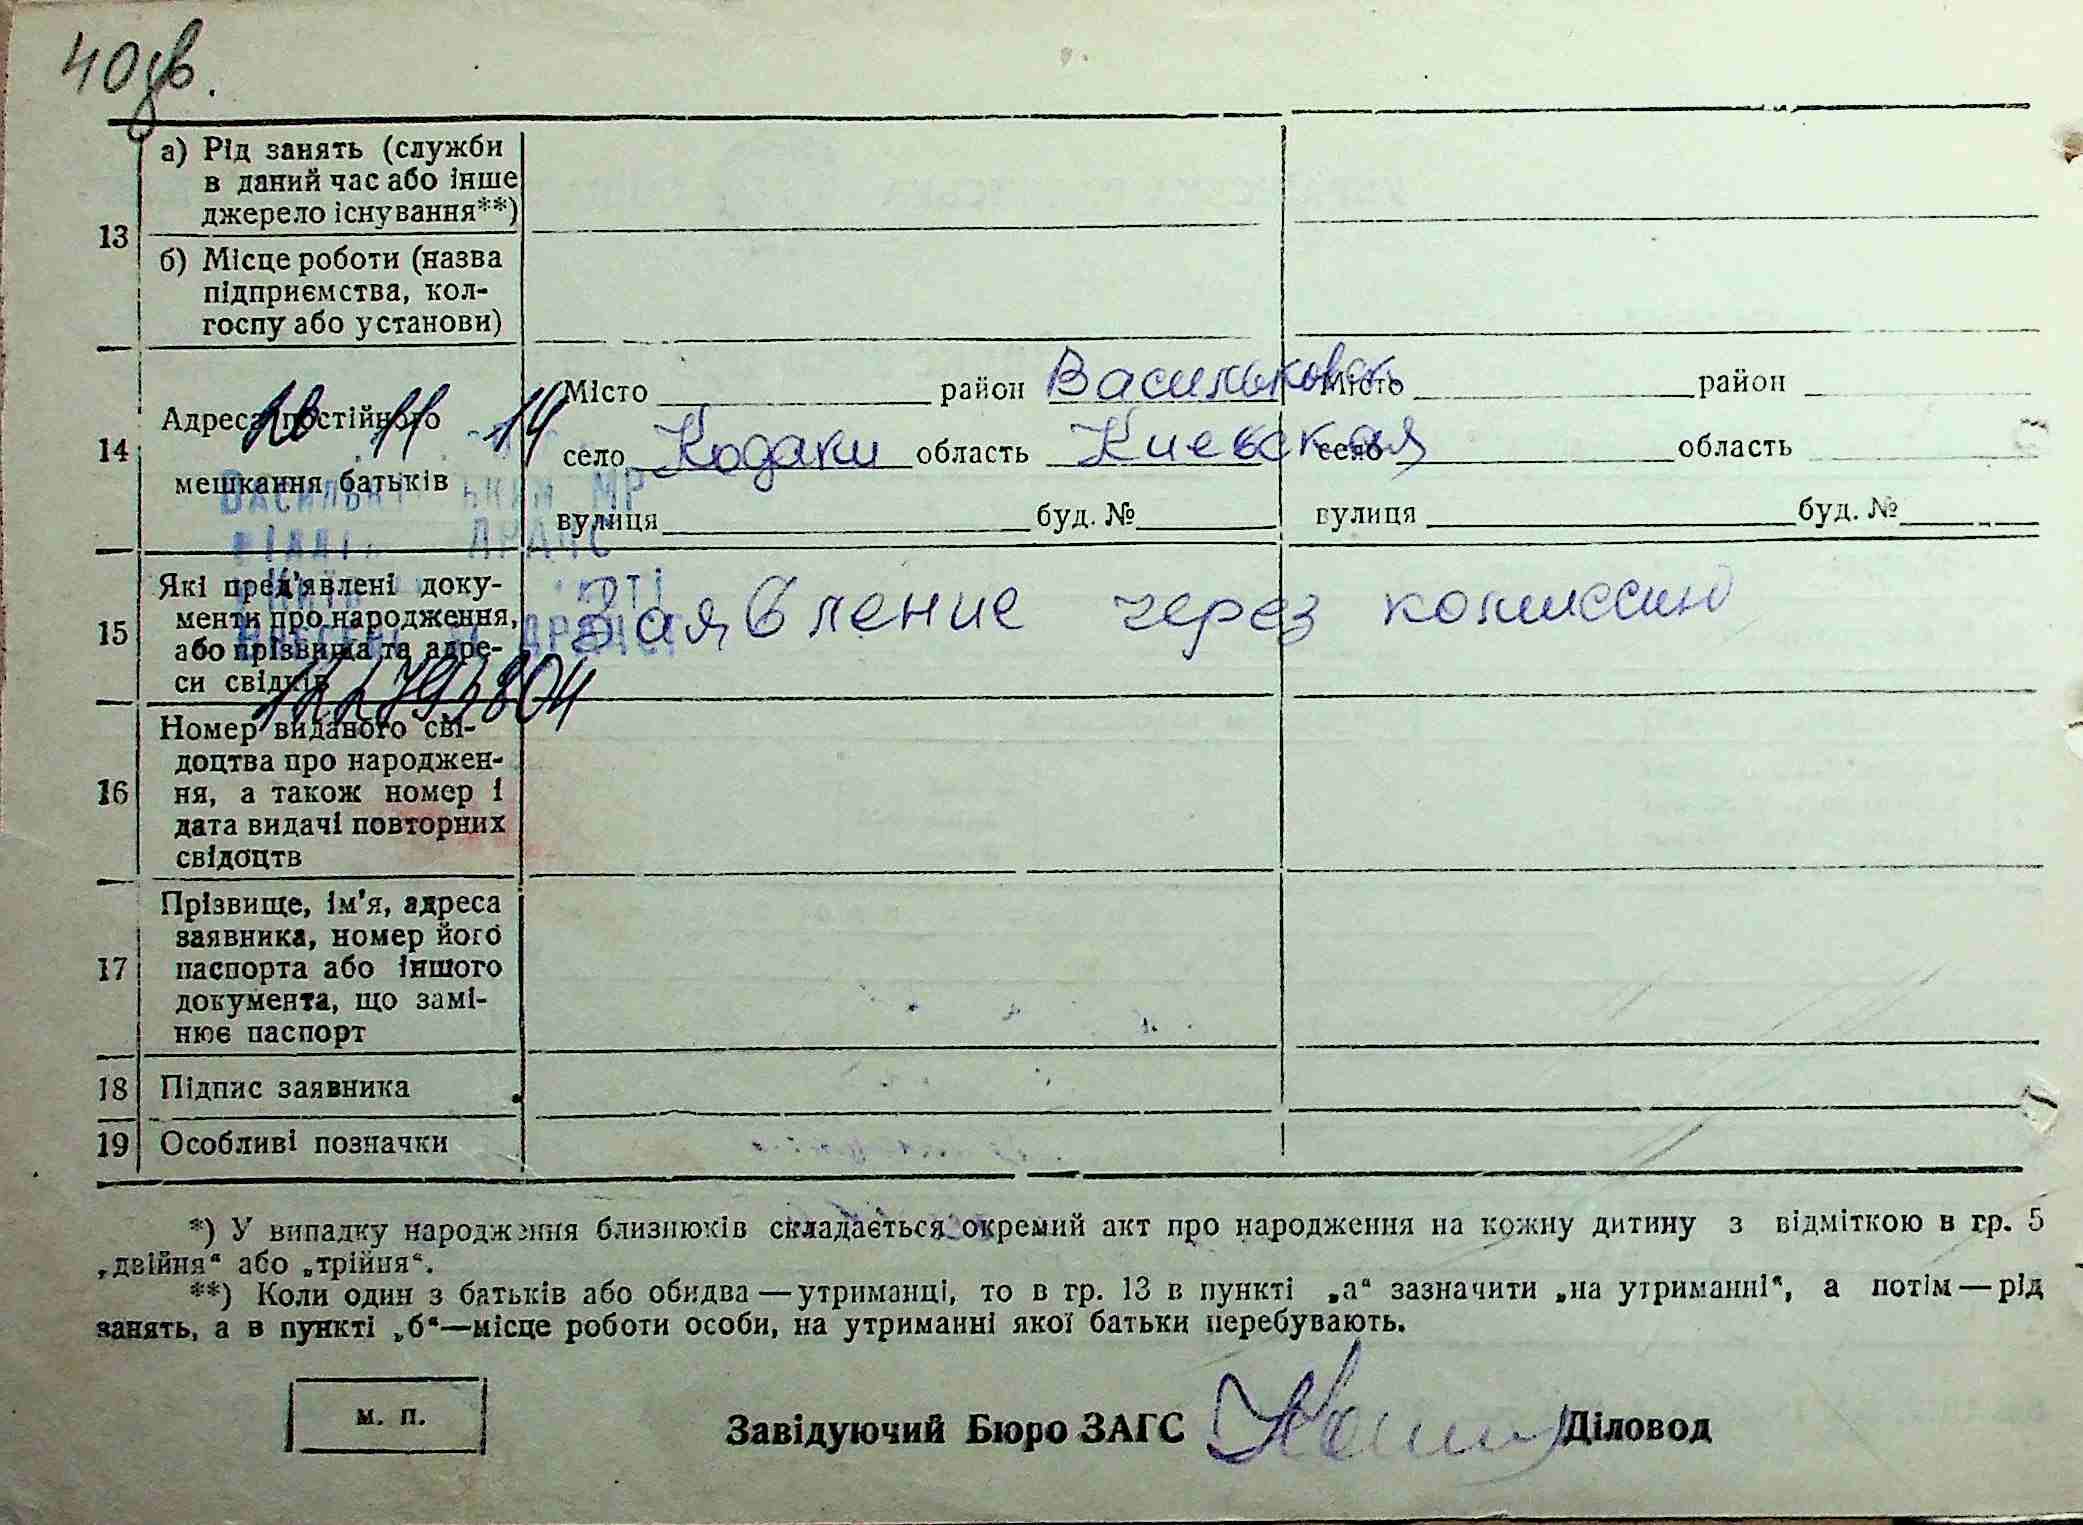 40зв.
13
а) Рід занять (служби
в даний час або інше
джерело існування**)
б) Місце роботи (назва
підприємства, кол-
госпу або установи)
14
Адреса постійного
мешкання батьків
Місто район Васильковск
село Кодаки область Киевская
вулиця буд. №
Місто район
село область
вулиця буд. №
11 14
15
Які пред'явлені доку-
менти про народження,
або прізвища та адре-
си свідків
Заявление через комиссию
16
Номер виданого сві-
доцтва про народжен-
ня, а також номер і
дата видачі повторних
свідоцтв
17
Прізвище, ім'я, адреса
заявника, номер його
паспорта або іншого
документа, що замі-
нює паспорт
18 Підпис заявника
19 Особливі позначки
*) У випадку народження близнюків складається окремий акт про народження на кожну дитину з відміткою в гр. 5
„двійня“ або „трійня“.
**) Коли один з батьків або обидва—утриманці, то в гр. 13 в пункті „а“ зазначити „на утриманні“, а потім—рід
занять, а в пункті „б“—місце роботи особи, на утриманні якої батьки перебувають.
м. п.
Завідуючий Бюро ЗАГС Діловод